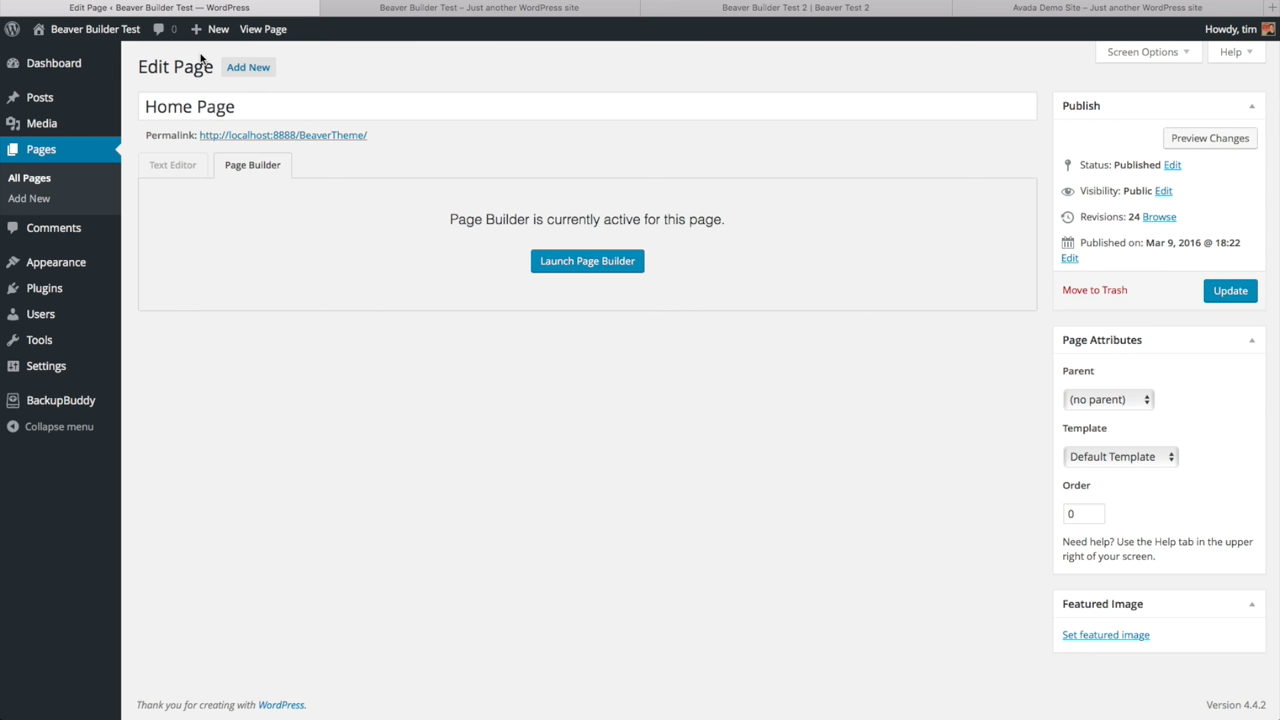 Edit Page ‹ Beaver Builder Test — WordPress
Beaver Builder Test – Just another WordPress site
Beaver Builder Test 2 | Beaver Test 2
Avada Demo Site – Just another WordPress site
Beaver Builder Test
0
New
View Page
Howdy, tim
Dashboard
Posts
Media
Pages
All Pages
Add New
Comments
Appearance
Plugins
Users
Tools
Settings
BackupBuddy
Collapse menu
Screen Options
Help
Edit Page
Add New
Home Page
Permalink: http://localhost:8888/BeaverTheme/
Text Editor
Page Builder
Page Builder is currently active for this page.
Launch Page Builder
Publish
Preview Changes
Status: Published Edit
Visibility: Public Edit
Revisions: 24 Browse
Published on: Mar 9, 2016 @ 18:22
Edit
Move to Trash
Update
Page Attributes
Parent
(no parent)
Template
Default Template
Order
0
Need help? Use the Help tab in the upper
right of your screen.
Featured Image
Set featured image
Thank you for creating with WordPress.
Version 4.4.2